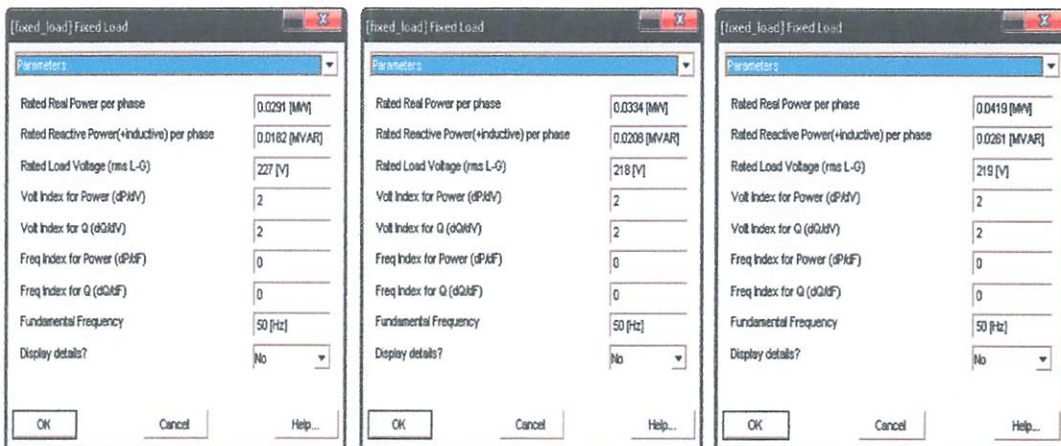 [fixed_load] Fixed Load
Parameters
Rated Real Power per phase 0.0291 [MW]
Rated Reactive Power(+inductive) per phase 0.0182 [MVAR]
Rated Load Voltage (rms L-G) 227 [V]
Volt Index for Power (dP/dV) 2
Volt Index for Q (dQ/dV) 2
Freq Index for Power (dP/dF) 0
Freq Index for Q (dQ/dF) 0
Fundamental Frequency 50 [Hz]
Display details? No
OK Cancel Help...
[fixed_load] Fixed Load
Parameters
Rated Real Power per phase 0.0334 [MW]
Rated Reactive Power(+inductive) per phase 0.0208 [MVAR]
Rated Load Voltage (rms L-G) 218 [V]
Volt Index for Power (dP/dV) 2
Volt Index for Q (dQ/dV) 2
Freq Index for Power (dP/dF) 0
Freq Index for Q (dQ/dF) 0
Fundamental Frequency 50 [Hz]
Display details? No
OK Cancel Help...
[fixed_load] Fixed Load
Parameters
Rated Real Power per phase 0.0419 [MW]
Rated Reactive Power(+inductive) per phase 0.0261 [MVAR]
Rated Load Voltage (rms L-G) 219 [V]
Volt Index for Power (dP/dV) 2
Volt Index for Q (dQ/dV) 2
Freq Index for Power (dP/dF) 0
Freq Index for Q (dQ/dF) 0
Fundamental Frequency 50 [Hz]
Display details? No
OK Cancel Help...